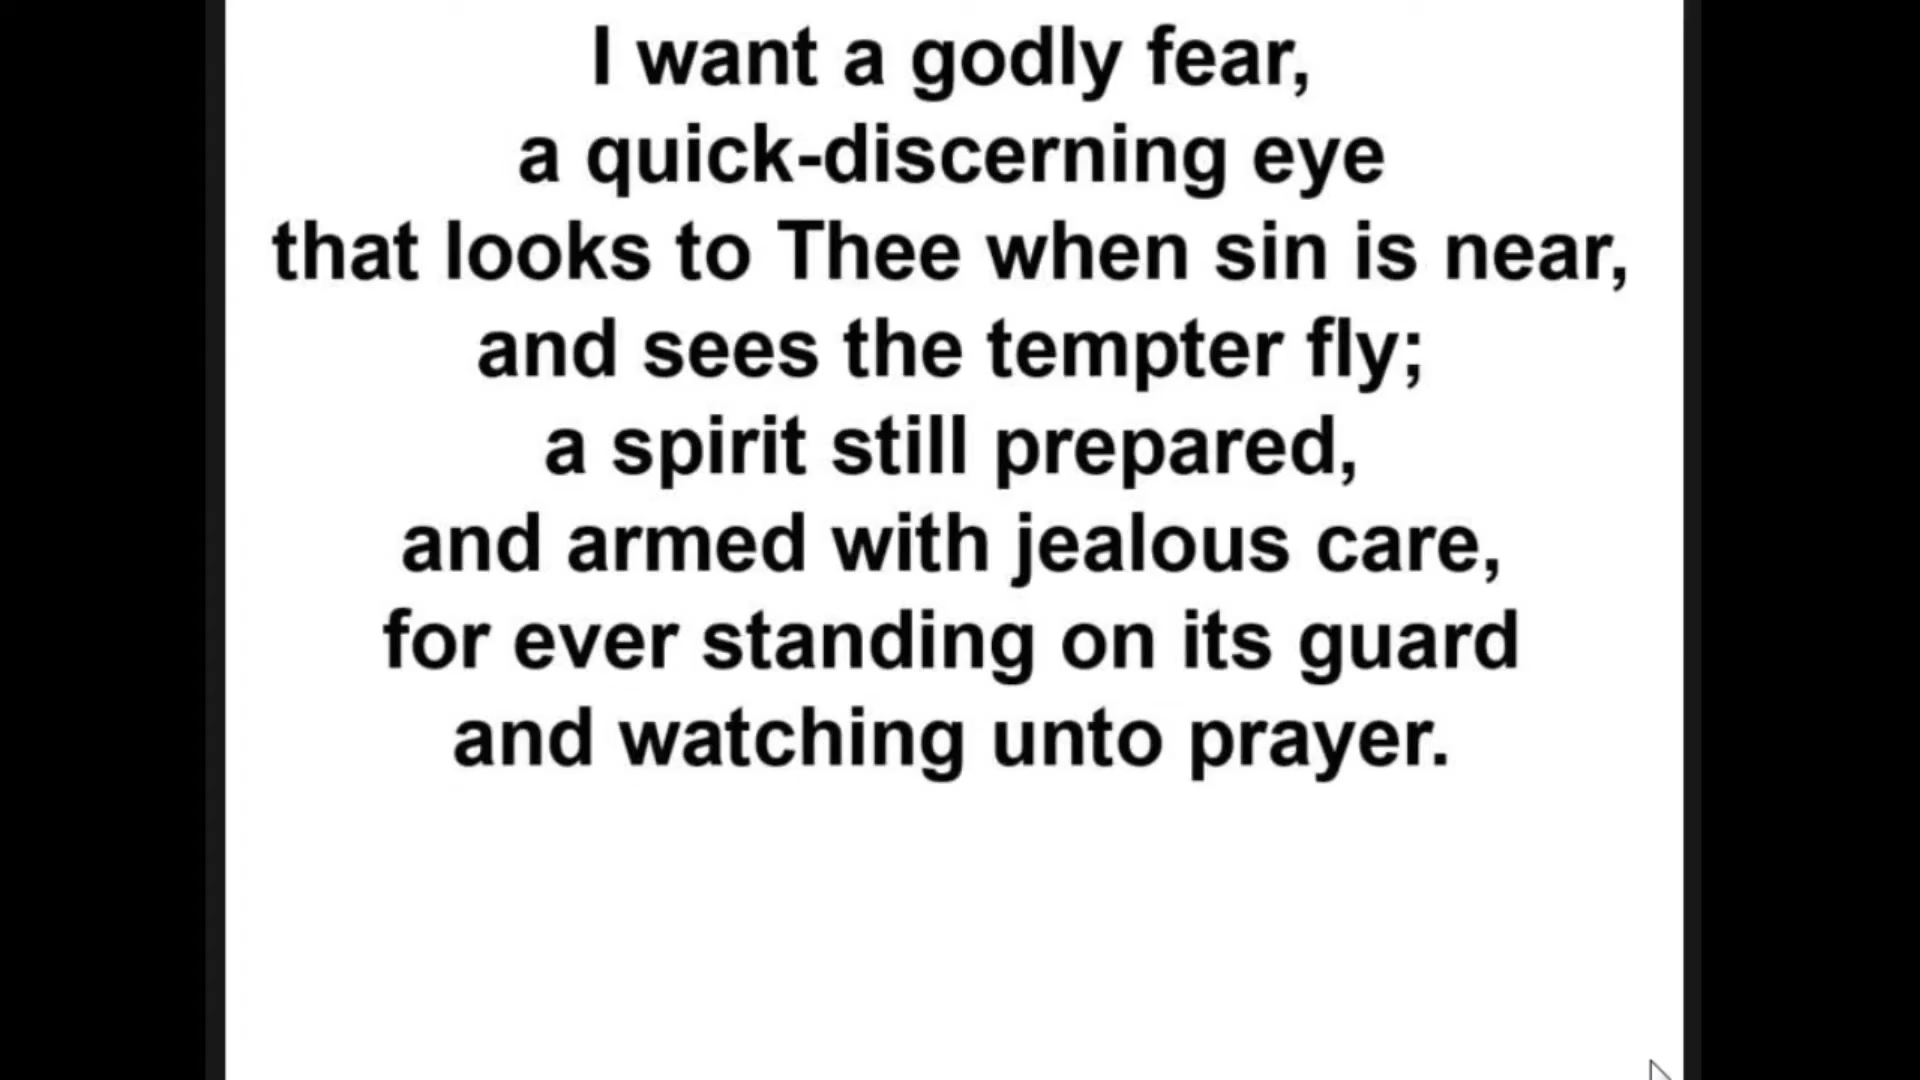 I want a godly fear,
a quick-discerning eye
that looks to Thee when sin is near,
and sees the tempter fly;
a spirit still prepared,
and armed with jealous care,
for ever standing on its guard
and watching unto prayer.